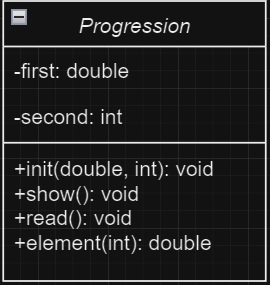 Progression
-first: double
-second: int
+init(double, int): void
+show(): void
+read(): void
+element(int): double